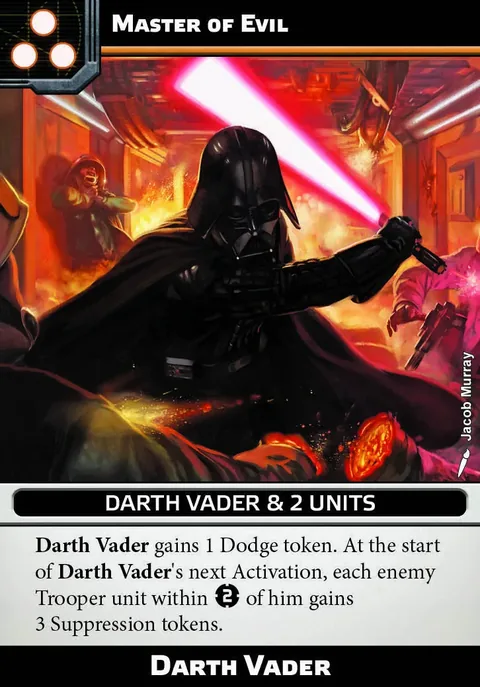 Master of Evil
Jacob Murray
DARTH VADER & 2 UNITS
Darth Vader gains 1 Dodge token. At the start
of Darth Vader's next Activation, each enemy
Trooper unit within 2 of him gains
3 Suppression tokens.
Darth Vader